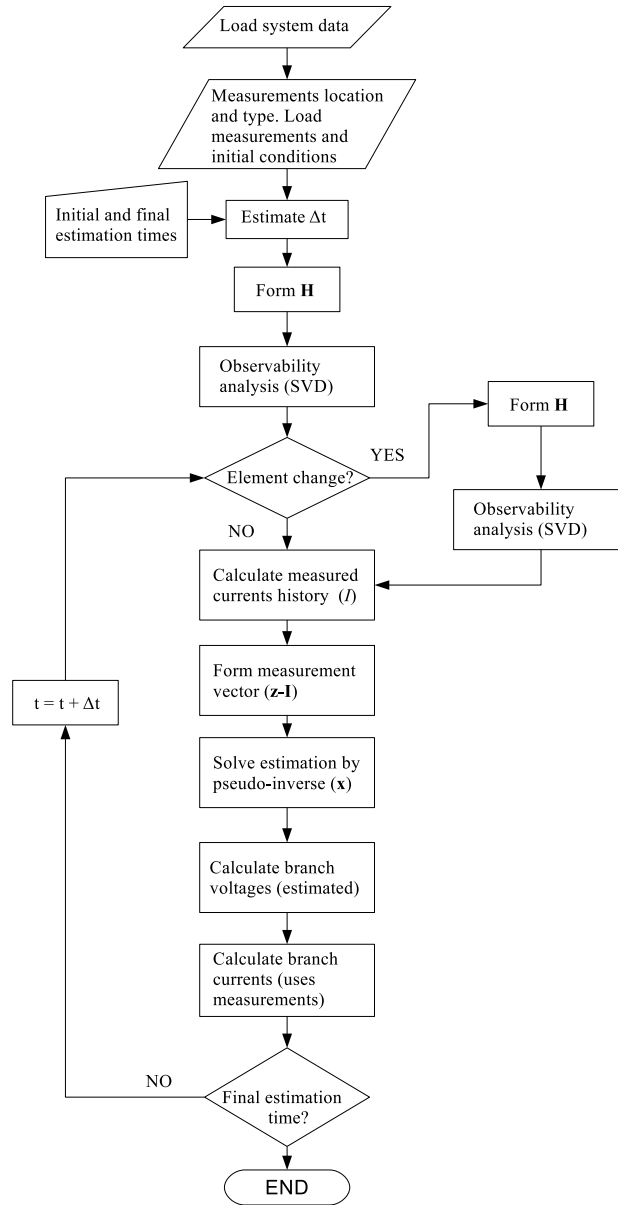 Load system data
Measurements location
and type. Load
measurements and
initial conditions
Initial and final
estimation times
Estimate Δt
Form H
Observability
analysis (SVD)
Form H
YES
Element change?
Observability
analysis (SVD)
NO
Calculate measured
currents history (I)
Form measurement
vector (z-I)
t = t + Δt
Solve estimation by
pseudo-inverse (x)
Calculate branch
voltages (estimated)
Calculate branch
currents (uses
measurements)
NO
Final estimation
time?
END